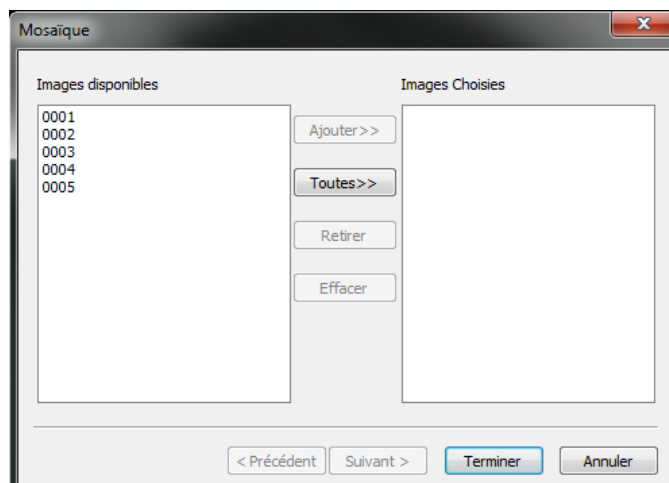 Mosaïque
Images disponibles
Images Choisies
0001
0002
0003
0004
0005
Ajouter>>
Toutes>>
Retirer
Effacer
< Précédent
Suivant >
Terminer
Annuler